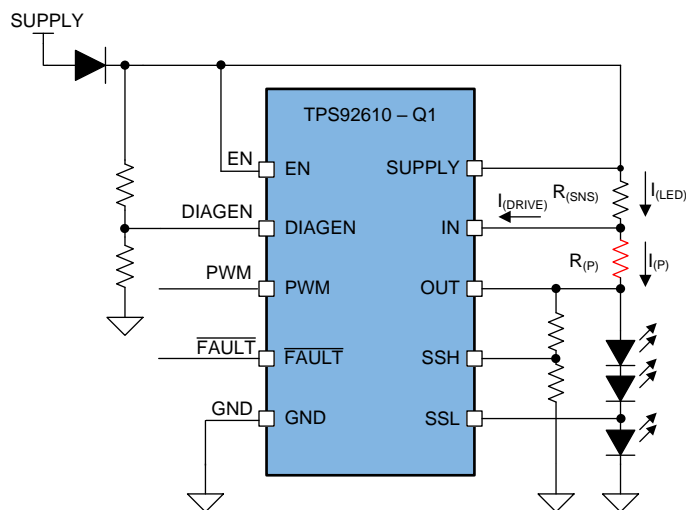 SUPPLY
TPS92610 – Q1
EN
EN
SUPPLY
DIAGEN
DIAGEN
IN
I(DRIVE)
R(SNS)
I(LED)
PWM
PWM
OUT
R(P)
I(P)
FAULT
FAULT
SSH
GND
GND
SSL